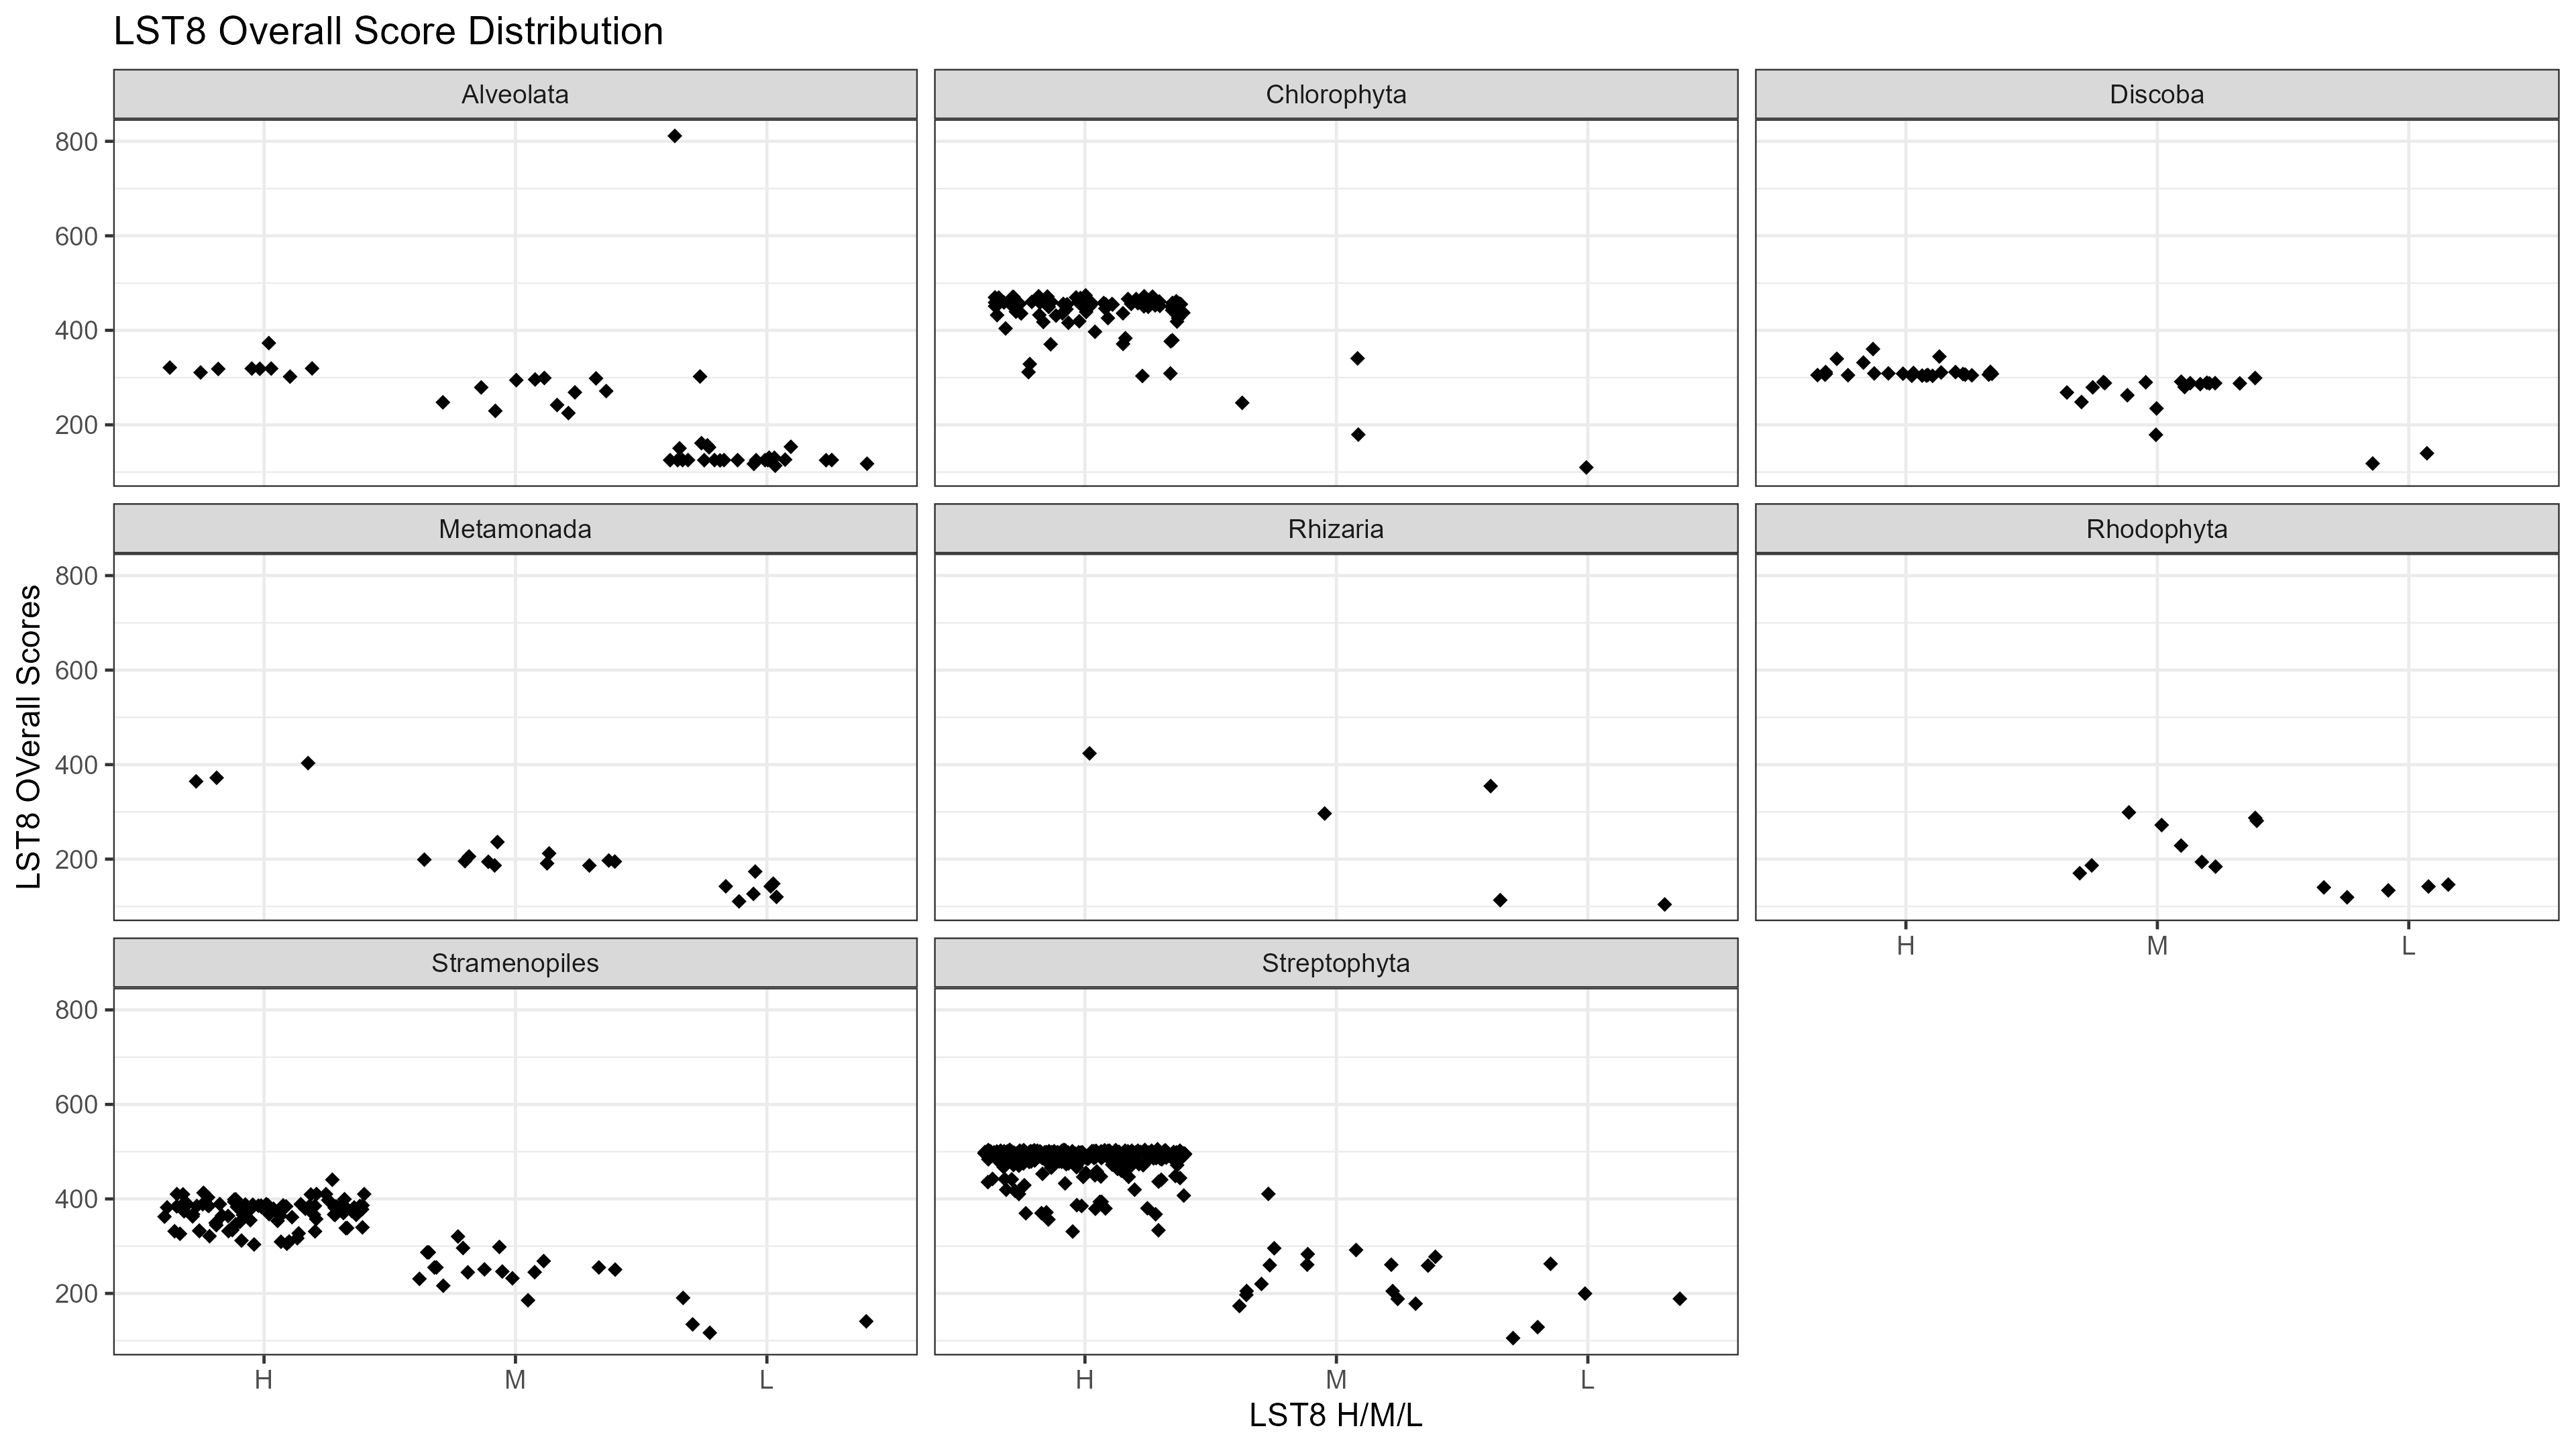 LST8 Overall Score Distribution
Alveolata
Chlorophyta
Discoba
800
600
400
200
Metamonada
Rhizaria
Rhodophyta
800
600
400
200
H M L
Stramenopiles
Streptophyta
800
600
400
200
H M L
H M L
LST8 H/M/L
LST8 OVerall Scores